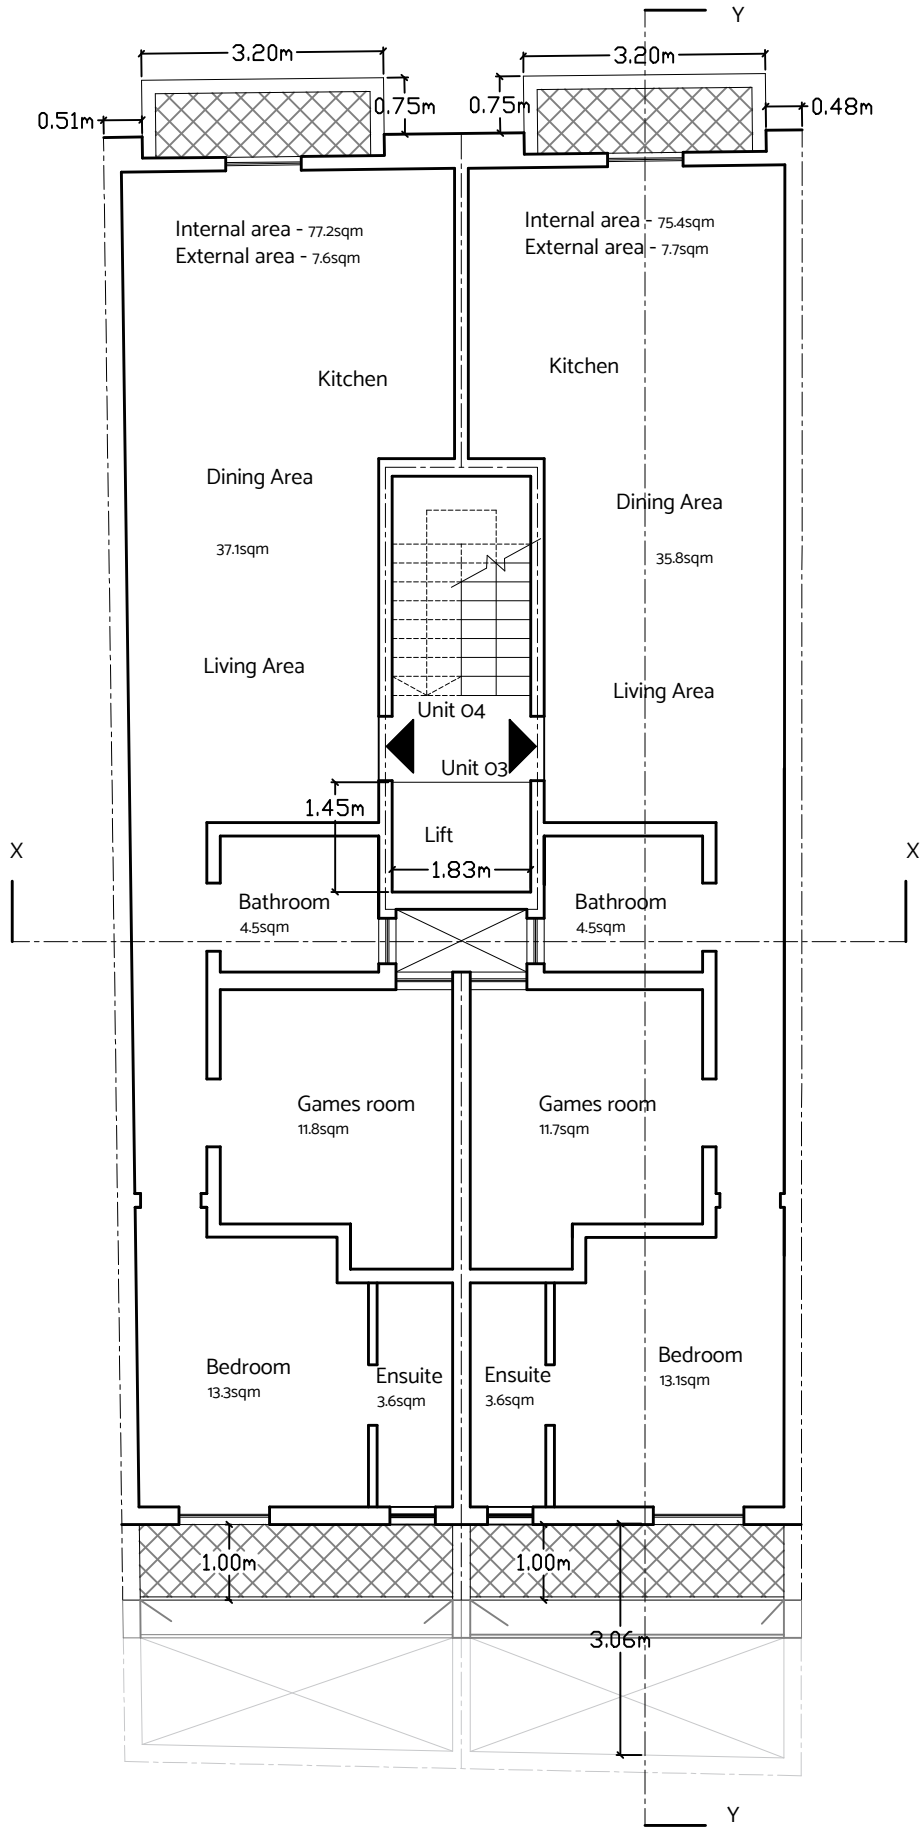 Y
3.20m
3.20m
0.51m
0.75m
0.75m
0.48m
Internal area - 77.2sqm
External area - 7.6sqm
Internal area - 75.4sqm
External area - 7.7sqm
Kitchen
Kitchen
Dining Area
37.1sqm
Dining Area
35.8sqm
Living Area
Living Area
Unit 04
Unit 03
1.45m
Lift
1.83m
X
X
Bathroom
4.5sqm
Bathroom
4.5sqm
Games room
11.8sqm
Games room
11.7sqm
Bedroom
13.3sqm
Ensuite
3.6sqm
Ensuite
3.6sqm
Bedroom
13.1sqm
1.00m
1.00m
3.06m
Y